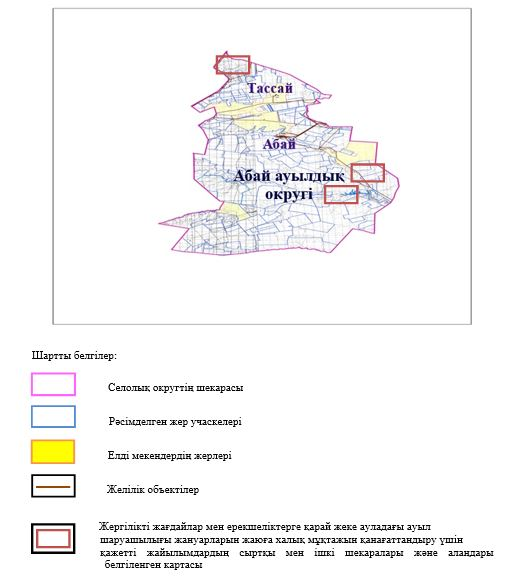 Тассай
Абай
Абай ауылдық
округі
Шартты белгілер:
Селолық округтің шекарасы
Рәсімделген жер учаскелері
Елді мекендердің жерлері
Желілік объектілер
Жергілікті жағдайлар мен ерекшеліктерге қарай жеке ауладағы ауыл
шаруашылығы жануарларын жаюға халық мұқтажын қанағаттандыру үшін
қажетті жайылымдардың сыртқы мен ішкі шекаралары және аландары
белгіленген картасы